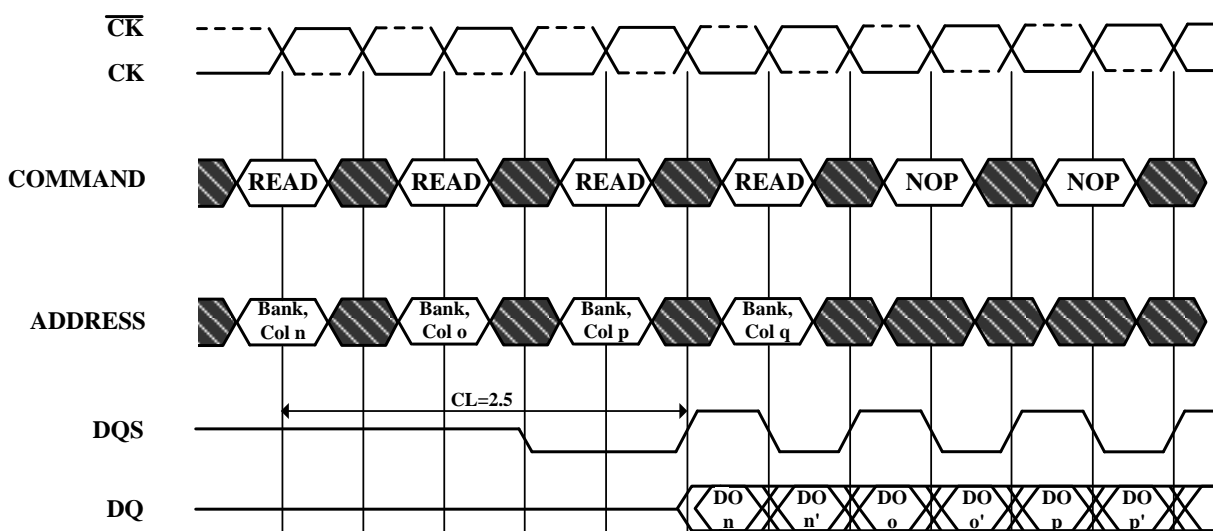 CK
CK
COMMAND
READ READ READ READ NOP NOP
ADDRESS
Bank, Bank, Bank, Bank,
Col n Col o Col p Col q
CL=2.5
DQS
DQ
DO DO DO DO DO DO
n n' o o' p p'